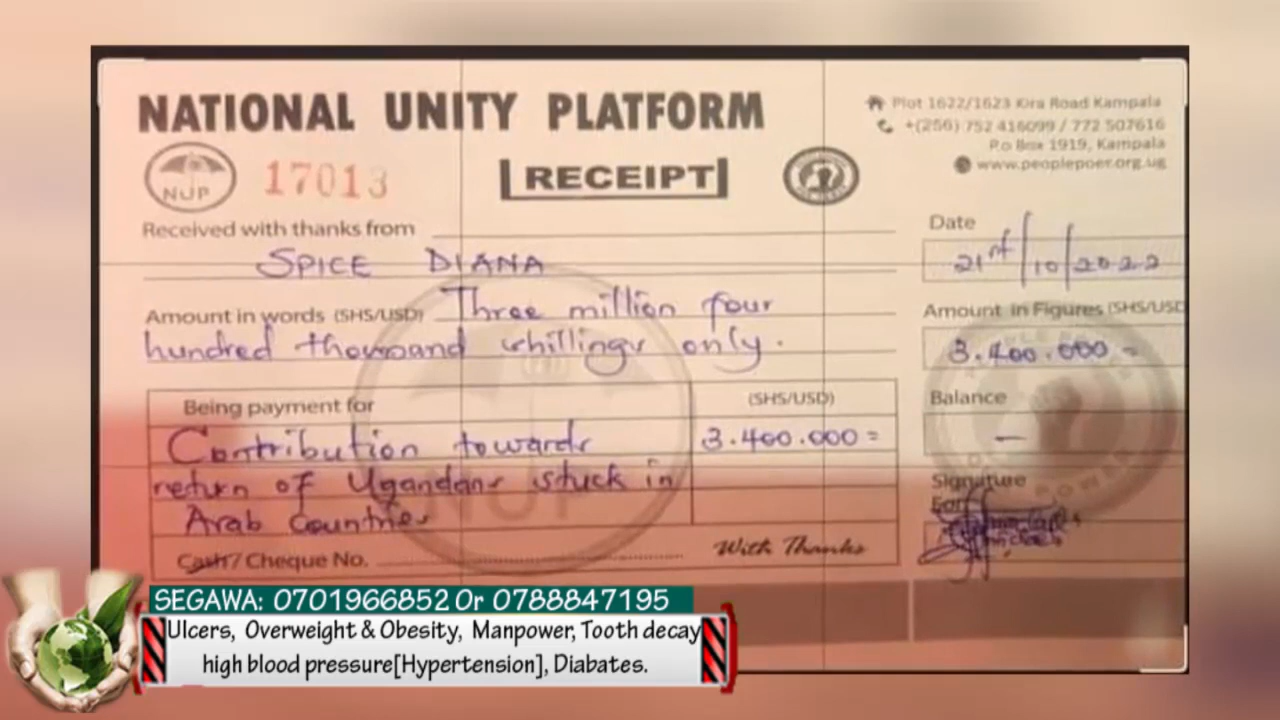 NATIONAL UNITY PLATFORM
Plot 1622/1623 Kira Road Kampala
+(256) 752 416099 / 772 507616
P.o Box 1919, Kampala
www.peoplepoer.org.ug
NUP
17013
RECEIPT
Received with thanks from
SPICE DIANA
Date
21st/10/2022
Amount in words (SHS/USD) Three million four
hundred thousand shillings only.
Amount in Figures (SHS/USD
3.400.000=
Being payment for
(SHS/USD)
Balance
—
Contribution towards
3.400.000=
return of Ugandans stuck in
Arab Countries
NUP
Signature
For
Cash/ Cheque No.
With Thanks
SEGAWA: 0701966852 Or 0788847195
Ulcers, Overweight & Obesity, Manpower, Tooth decay
high blood pressure[Hypertension], Diabates.